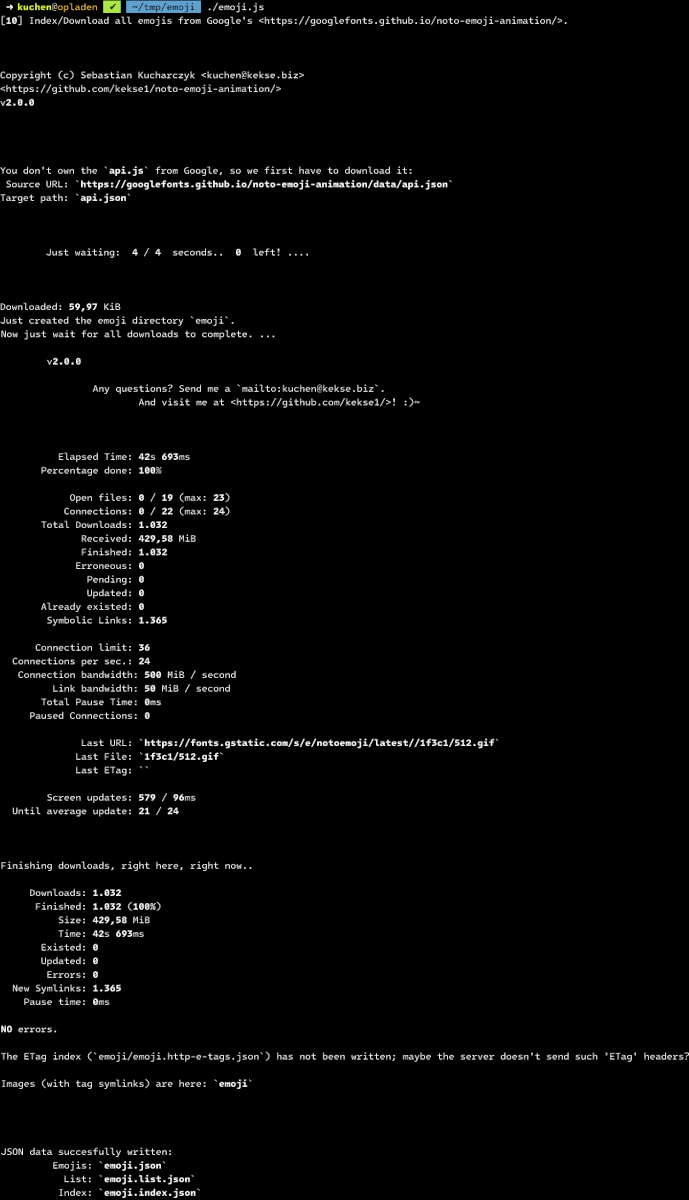 ➜ kuchen@opladen ✔ ~/tmp/emoji ./emoji.js
[10] Index/Download all emojis from Google's <https://googlefonts.github.io/noto-emoji-animation/>.
Copyright (c) Sebastian Kucharczyk <kuchen@kekse.biz>
<https://github.com/kekse1/noto-emoji-animation/>
v2.0.0
You don't own the `api.js` from Google, so we first have to download it:
Source URL: `https://googlefonts.github.io/noto-emoji-animation/data/api.json`
Target path: `api.json`
Just waiting: 4 / 4 seconds.. 0 left! ....
Downloaded: 59,97 KiB
Just created the emoji directory `emoji`.
Now just wait for all downloads to complete. ...
v2.0.0
Any questions? Send me a `mailto:kuchen@kekse.biz`.
And visit me at <https://github.com/kekse1/>! :)~
Elapsed Time: 42s 693ms
Percentage done: 100%
Open files: 0 / 19 (max: 23)
Connections: 0 / 22 (max: 24)
Total Downloads: 1.032
Received: 429,58 MiB
Finished: 1.032
Erroneous: 0
Pending: 0
Updated: 0
Already existed: 0
Symbolic Links: 1.365
Connection limit: 36
Connections per sec.: 24
Connection bandwidth: 500 MiB / second
Link bandwidth: 50 MiB / second
Total Pause Time: 0ms
Paused Connections: 0
Last URL: `https://fonts.gstatic.com/s/e/notoemoji/latest//1f3c1/512.gif`
Last File: `1f3c1/512.gif`
Last ETag: ``
Screen updates: 579 / 96ms
Until average update: 21 / 24
Finishing downloads, right here, right now..
Downloads: 1.032
Finished: 1.032 (100%)
Size: 429,58 MiB
Time: 42s 693ms
Existed: 0
Updated: 0
Errors: 0
New Symlinks: 1.365
Pause time: 0ms
NO errors.
The ETag index (`emoji/emoji.http-e-tags.json`) has not been written; maybe the server doesn't send such 'ETag' headers?
Images (with tag symlinks) are here: `emoji`
JSON data succesfully written:
Emojis: `emoji.json`
List: `emoji.list.json`
Index: `emoji.index.json`